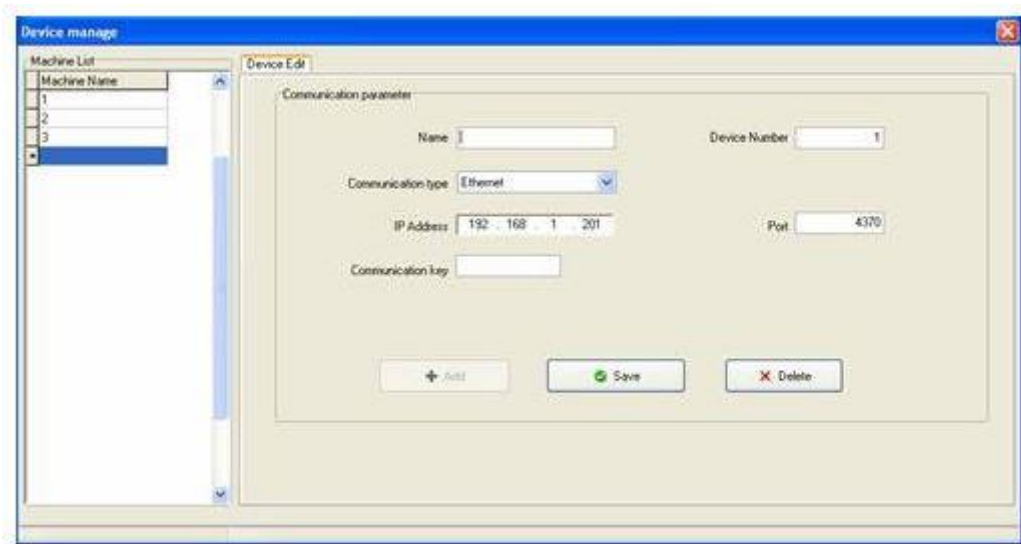 Device manage
Machine List
Machine Name
1
2
3
Device Edit
Communication parameter
Name
Device Number 1
Communication type Ethernet
IP Address 192 . 168 . 1 . 201
Port 4370
Communication key
Add
Save
Delete